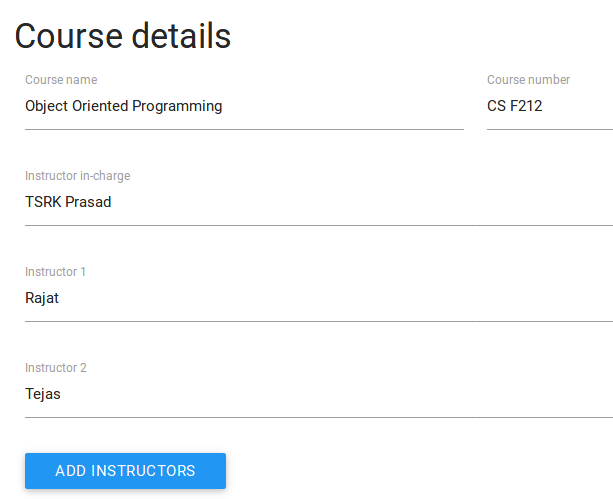 Course details
Course name Course number
Object Oriented Programming CS F212
Instructor in-charge
TSRK Prasad
Instructor 1
Rajat
Instructor 2
Tejas
ADD INSTRUCTORS